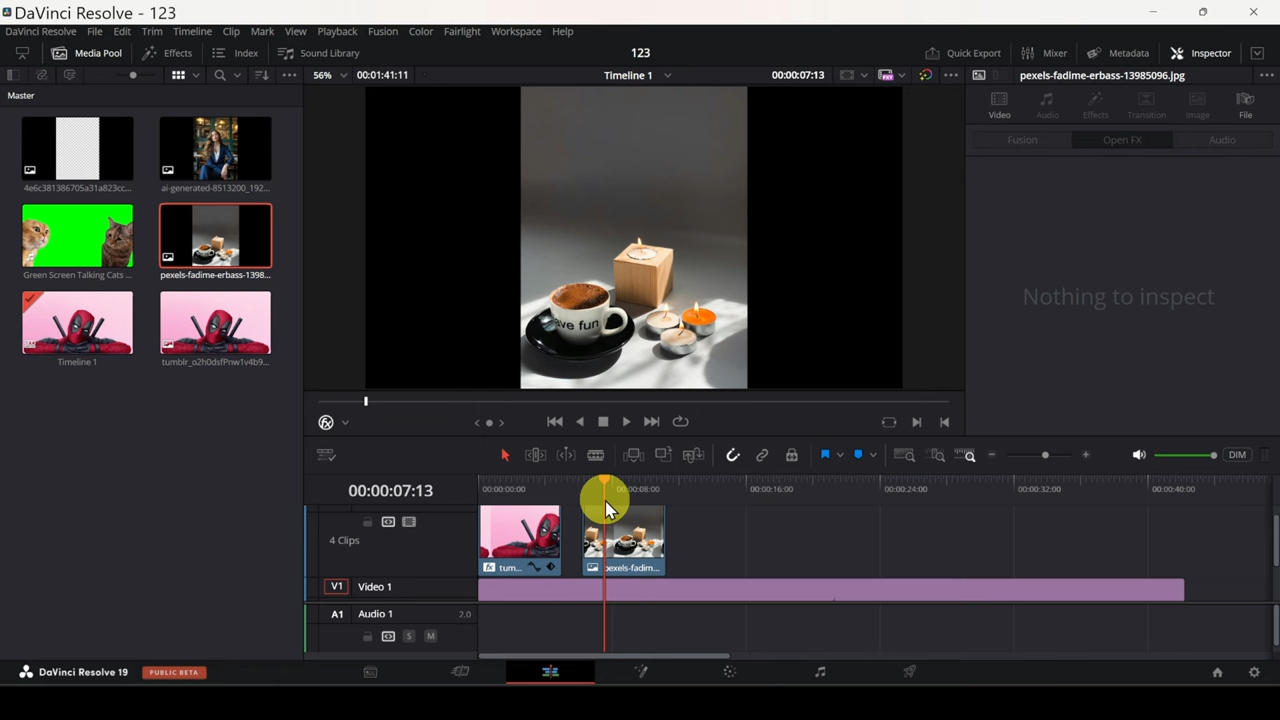 DaVinci Resolve - 123
DaVinci Resolve File Edit Trim Timeline Clip Mark View Playback Fusion Color Fairlight Workspace Help
Media Pool Effects Index Sound Library 123 Quick Export Mixer Metadata Inspector
56% 00:01:41:11 Timeline 1 00:00:07:13 pexels-fadime-erbass-13985096.jpg
Master
Video Audio Effects Transition Image File
Fusion Open FX Audio
4e6c381386705a31a823cc... ai-generated-8513200_192...
Green Screen Talking Cats ... pexels-fadime-erbass-1398...
Nothing to inspect
ave fun
Timeline 1 tumblr_o2h0dsfPnw1v4b9...
DIM
00:00:07:13 00:00:00:00 00:00:08:00 00:00:16:00 00:00:24:00 00:00:32:00 00:00:40:00
4 Clips
tum... pexels-fadim...
V1 Video 1
A1 Audio 1 2.0
S M
DaVinci Resolve 19 PUBLIC BETA